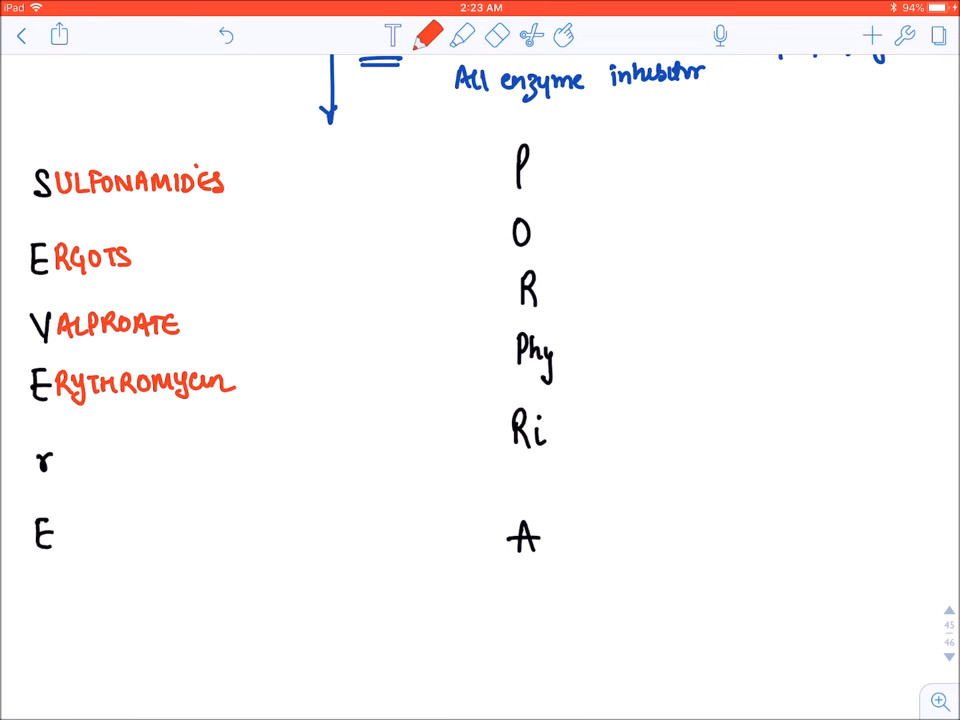 iPad 2:23 AM 94%
T
All enzyme inhibitor
SULFONAMIDES
ERGOTS
VALPROATE
ERYTHROMYCIN
r
E
P
O
R
Phy
Ri
A
45
46